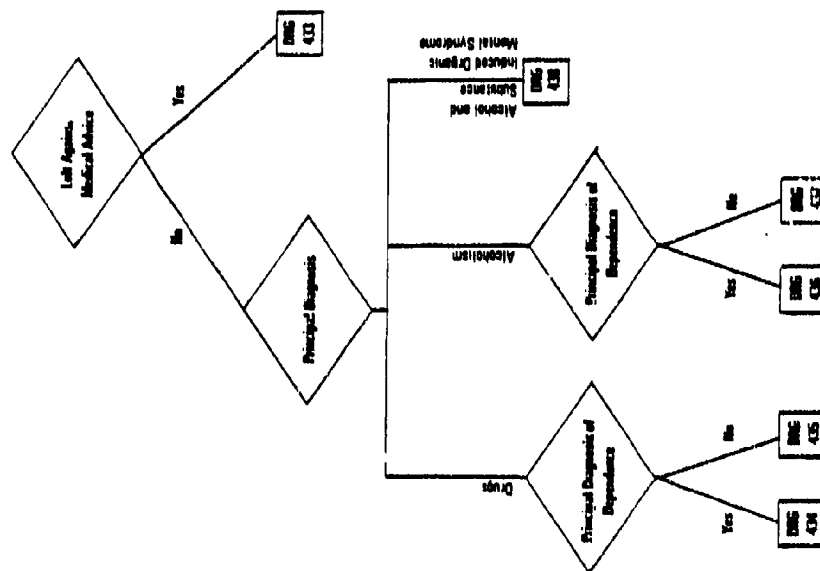 Left Agains
Medical Advice
Yes
DRG
433
No
Principal Diagnosis
Alcohol and
Substance
Induced Organic
Mental Syndrome
DRG
438
Alcoholism
Principal Diagnosis of
Dependence
No
DRG
437
Yes
DRG
436
Drugs
Principal Diagnosis of
Dependence
No
DRG
435
Yes
DRG
434